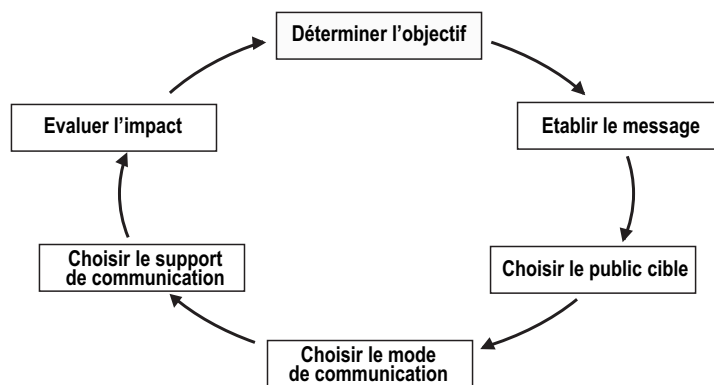 Déterminer l’objectif
Etablir le message
Choisir le public cible
Choisir le mode
de communication
Choisir le support
de communication
Evaluer l’impact